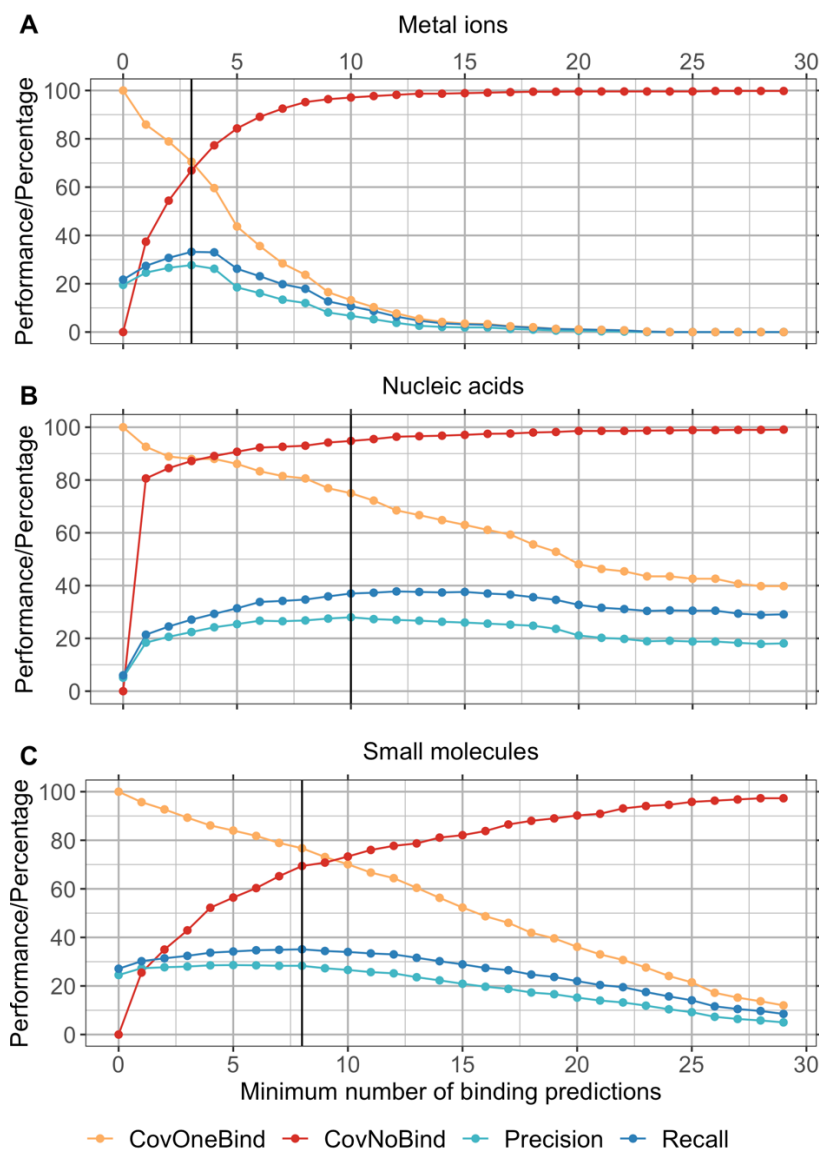 A
Metal ions
0 5 10 15 20 25 30
100
80
60
40
20
0
Performance/Percentage
B
Nucleic acids
100
80
60
40
20
0
Performance/Percentage
C
Small molecules
100
80
60
40
20
0
Performance/Percentage
0 5 10 15 20 25 30
Minimum number of binding predictions
CovOneBind CovNoBind Precision Recall